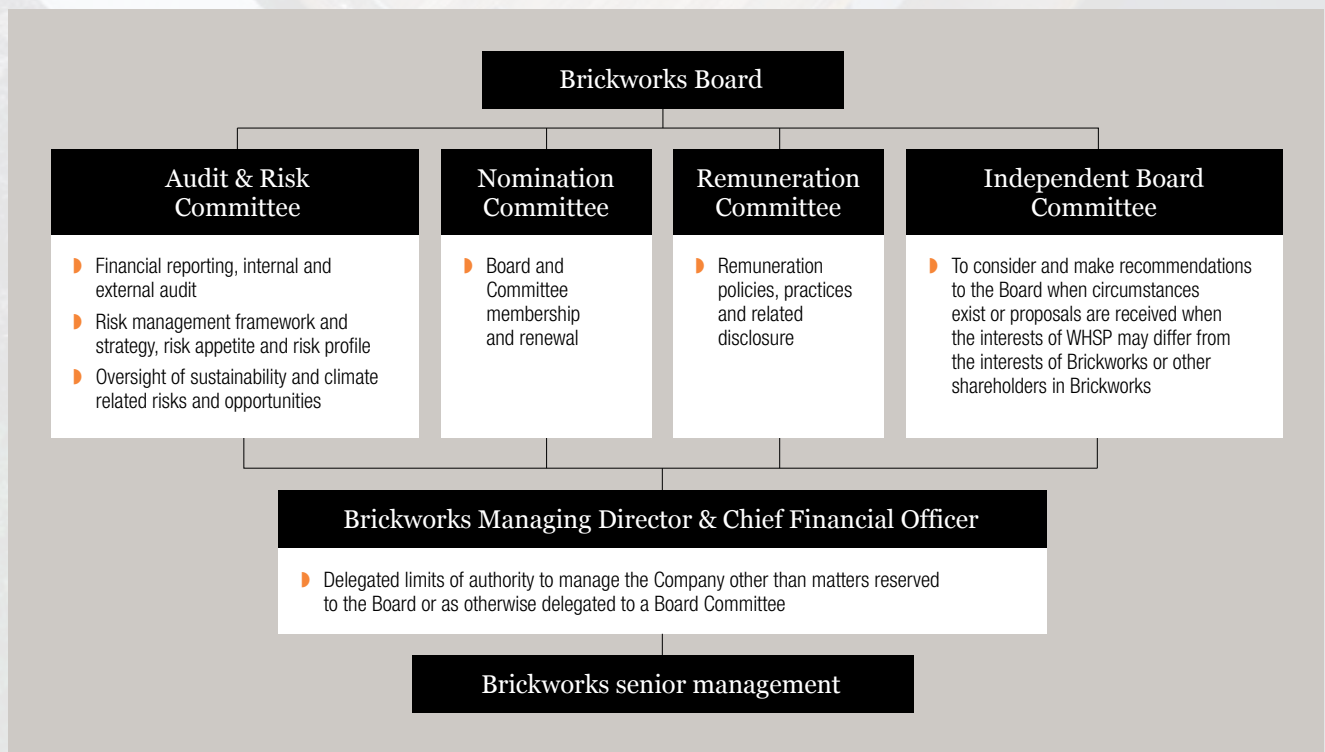 Brickworks Board
Audit & Risk
Committee
Financial reporting, internal and
external audit
Risk management framework and
strategy, risk appetite and risk profile
Oversight of sustainability and climate
related risks and opportunities
Nomination
Committee
Board and
Committee
membership
and renewal
Remuneration
Committee
Remuneration
policies, practices
and related
disclosure
Independent Board
Committee
To consider and make recommendations
to the Board when circumstances
exist or proposals are received when
the interests of WHSP may differ from
the interests of Brickworks or other
shareholders in Brickworks
Brickworks Managing Director & Chief Financial Officer
Delegated limits of authority to manage the Company other than matters reserved
to the Board or as otherwise delegated to a Board Committee
Brickworks senior management